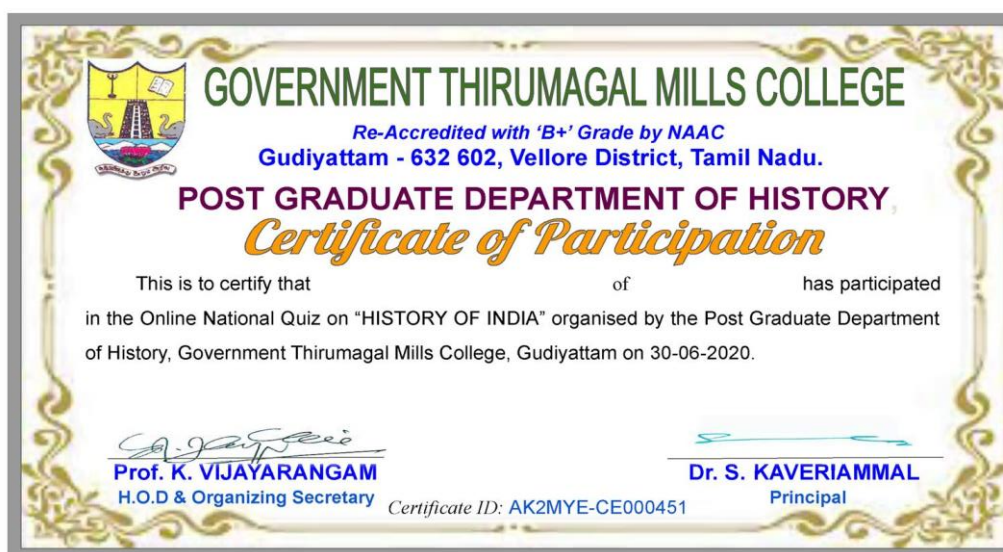 GOVERNMENT THIRUMAGAL MILLS COLLEGE
Re-Accredited with ‘B+’ Grade by NAAC
Gudiyattam - 632 602, Vellore District, Tamil Nadu.
POST GRADUATE DEPARTMENT OF HISTORY,
Certificate of Participation
This is to certify that of has participated
in the Online National Quiz on “HISTORY OF INDIA” organised by the Post Graduate Department
of History, Government Thirumagal Mills College, Gudiyattam on 30-06-2020.
Prof. K. VIJAYARANGAM
H.O.D & Organizing Secretary
Dr. S. KAVERIAMMAL
Principal
Certificate ID: AK2MYE-CE000451